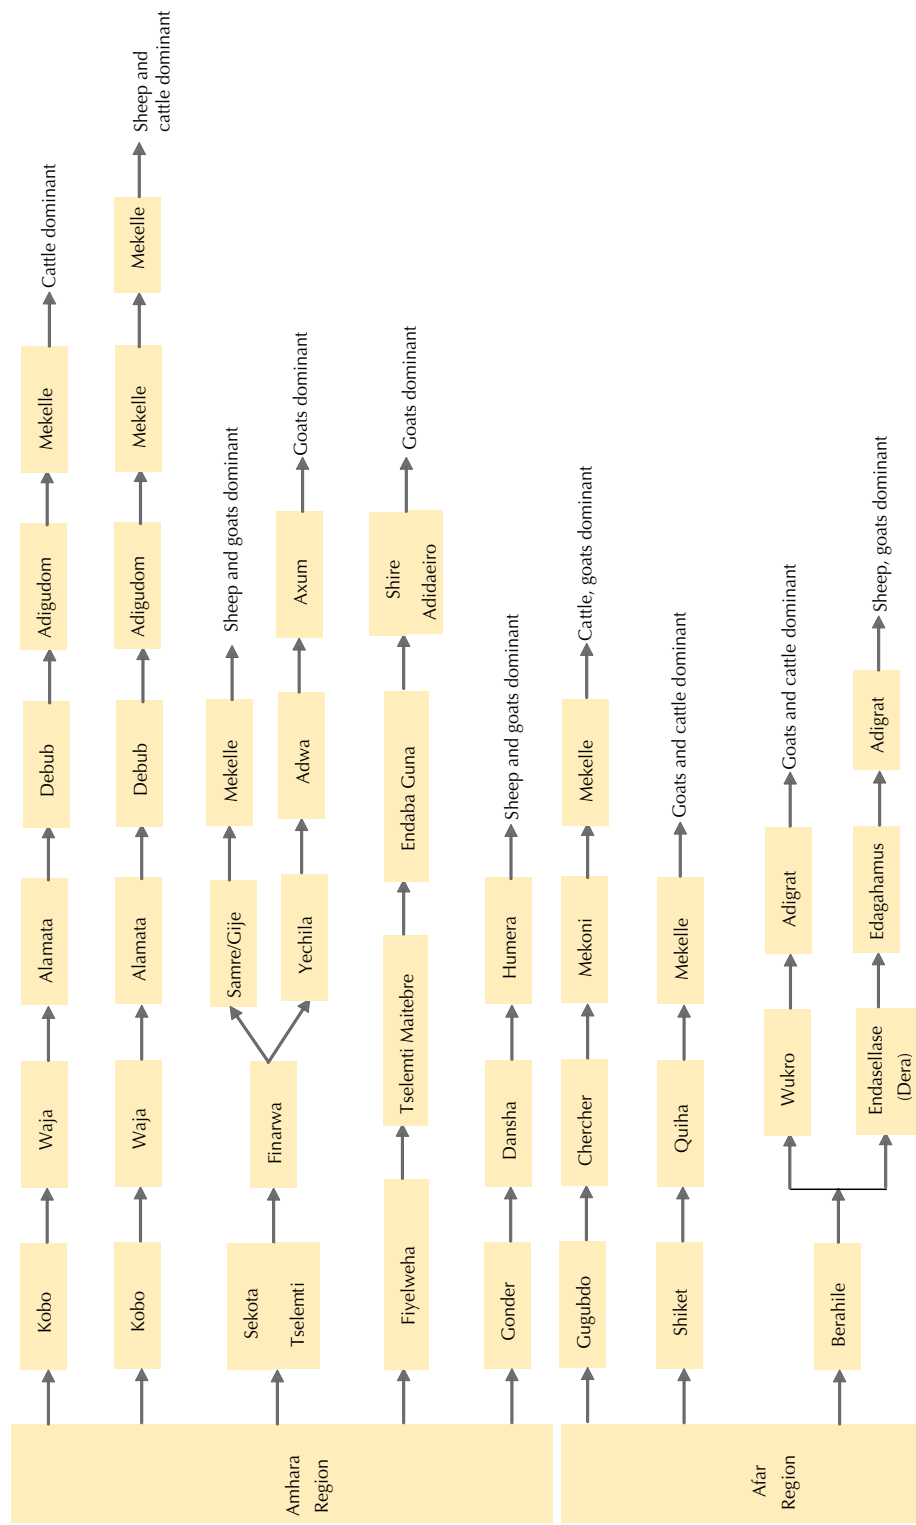 Amhara
Region
Kobo
Waja
Alamata
Debub
Adigudom
Mekelle
Cattle dominant
Kobo
Waja
Alamata
Debub
Adigudom
Mekelle
Mekelle
Sheep and
cattle dominant
Sekota
Tselemti
Finarwa
Samre/Gije
Mekelle
Sheep and goats dominant
Yechila
Adwa
Axum
Goats dominant
Fiyelweha
Tselemti Maitebre
Endaba Guna
Shire
Adidaeiro
Goats dominant
Gonder
Dansha
Humera
Sheep and goats dominant
Afar
Region
Gugubdo
Chercher
Mekoni
Mekelle
Cattle, goats dominant
Shiket
Quiha
Mekelle
Goats and cattle dominant
Berahile
Wukro
Adigrat
Goats and cattle dominant
Endasellase
(Dera)
Edagahamus
Adigrat
Sheep, goats dominant